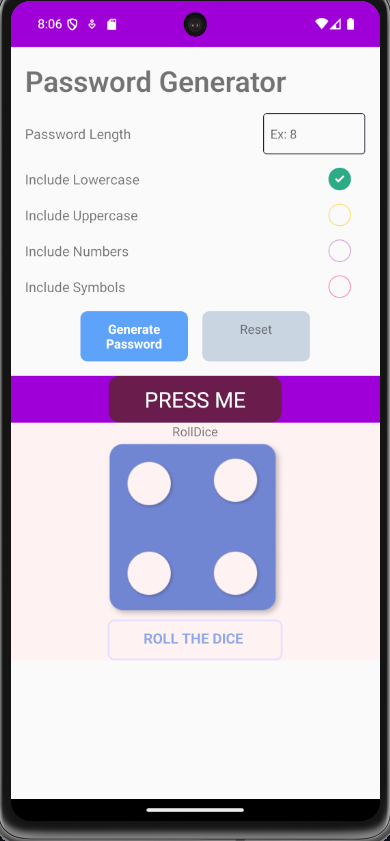 8:06
Password Generator
Password Length
Ex: 8
Include Lowercase
Include Uppercase
Include Numbers
Include Symbols
Generate
Password
Reset
PRESS ME
RollDice
ROLL THE DICE